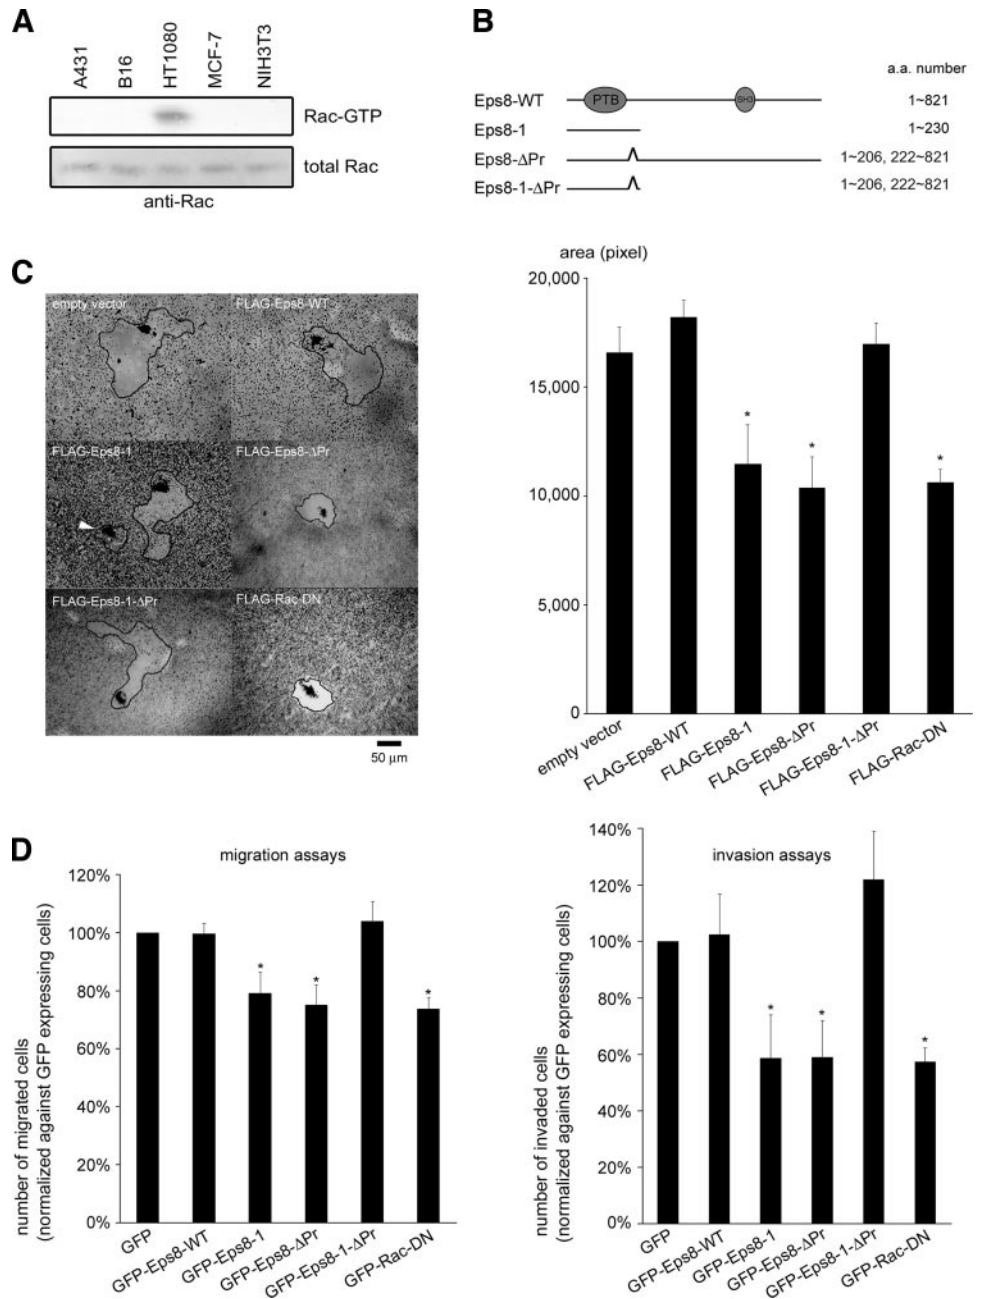 A
A431
B16
HT1080
MCF-7
NIH3T3
Rac-GTP
total Rac
anti-Rac
B
a.a. number
Eps8-WT
PTB
SH3
1~821
Eps8-1
1~230
Eps8-ΔPr
1~206, 222~821
Eps8-1-ΔPr
1~206, 222~821
C
empty vector
FLAG-Eps8-WT
FLAG-Eps8-1
FLAG-Eps8-ΔPr
FLAG-Eps8-1-ΔPr
FLAG-Rac-DN
50 μm
area (pixel)
20,000
15,000
10,000
5,000
0
*
*
*
empty vector
FLAG-Eps8-WT
FLAG-Eps8-1
FLAG-Eps8-ΔPr
FLAG-Eps8-1-ΔPr
FLAG-Rac-DN
D
migration assays
number of migrated cells
(normalized against GFP expressing cells)
120%
100%
80%
60%
40%
20%
0%
*
*
*
GFP
GFP-Eps8-WT
GFP-Eps8-1
GFP-Eps8-ΔPr
GFP-Eps8-1-ΔPr
GFP-Rac-DN
invasion assays
number of invaded cells
(normalized against GFP expressing cells)
140%
120%
100%
80%
60%
40%
20%
0%
*
*
*
GFP
GFP-Eps8-WT
GFP-Eps8-1
GFP-Eps8-ΔPr
GFP-Eps8-1-ΔPr
GFP-Rac-DN